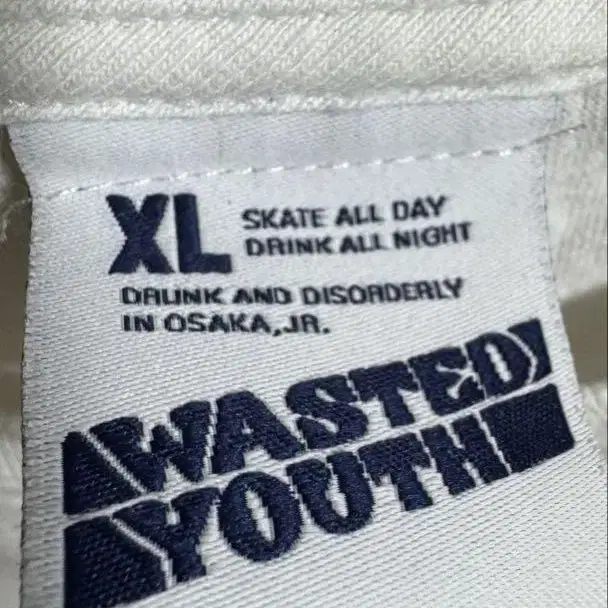 XL
SKATE ALL DAY
DRINK ALL NIGHT
DRUNK AND DISORDERLY
IN OSAKA,JR.
WASTED
YOUTH